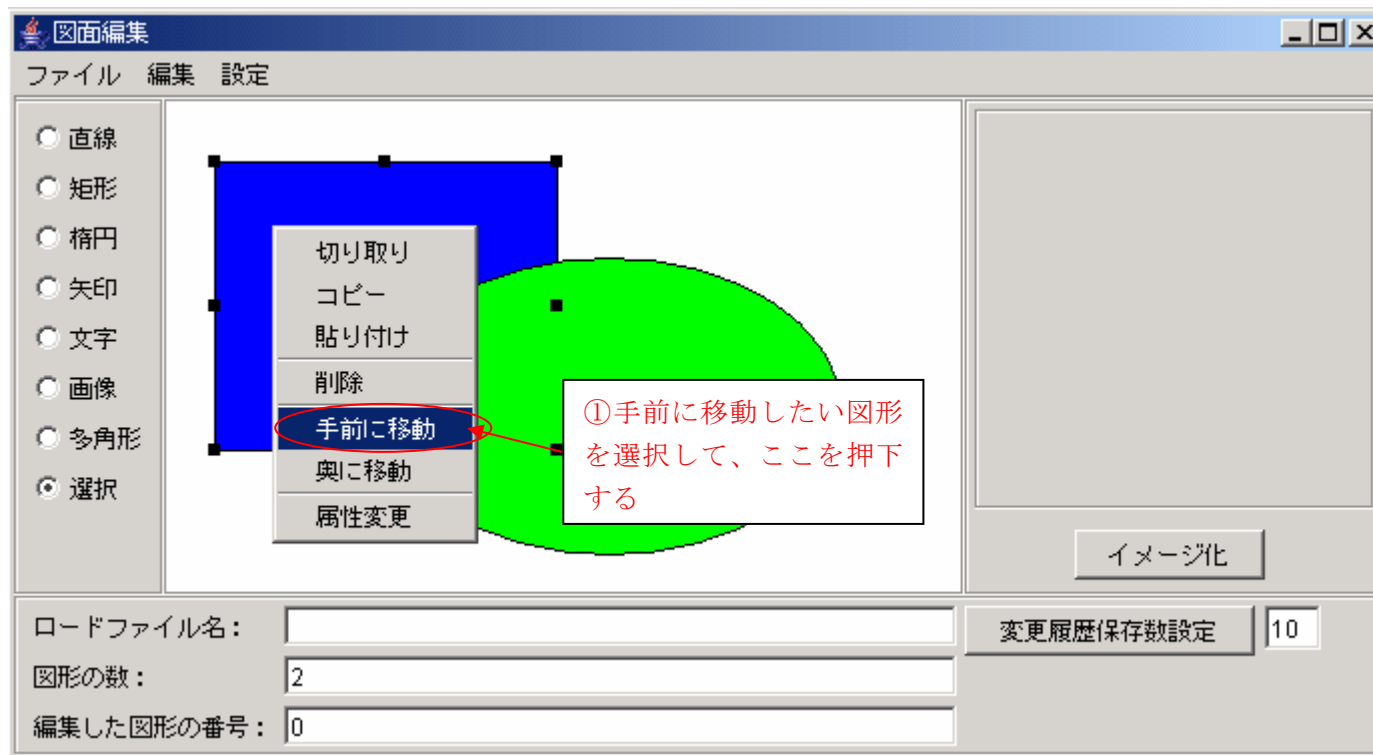 図面編集
ファイル 編集 設定
直線
矩形
楕円
矢印
文字
画像
多角形
選択
切り取り
コピー
貼り付け
削除
手前に移動
奥に移動
属性変更
①手前に移動したい図形
を選択して、ここを押下
する
イメージ化
ロードファイル名：
変更履歴保存数設定 10
図形の数： 2
編集した図形の番号： 0